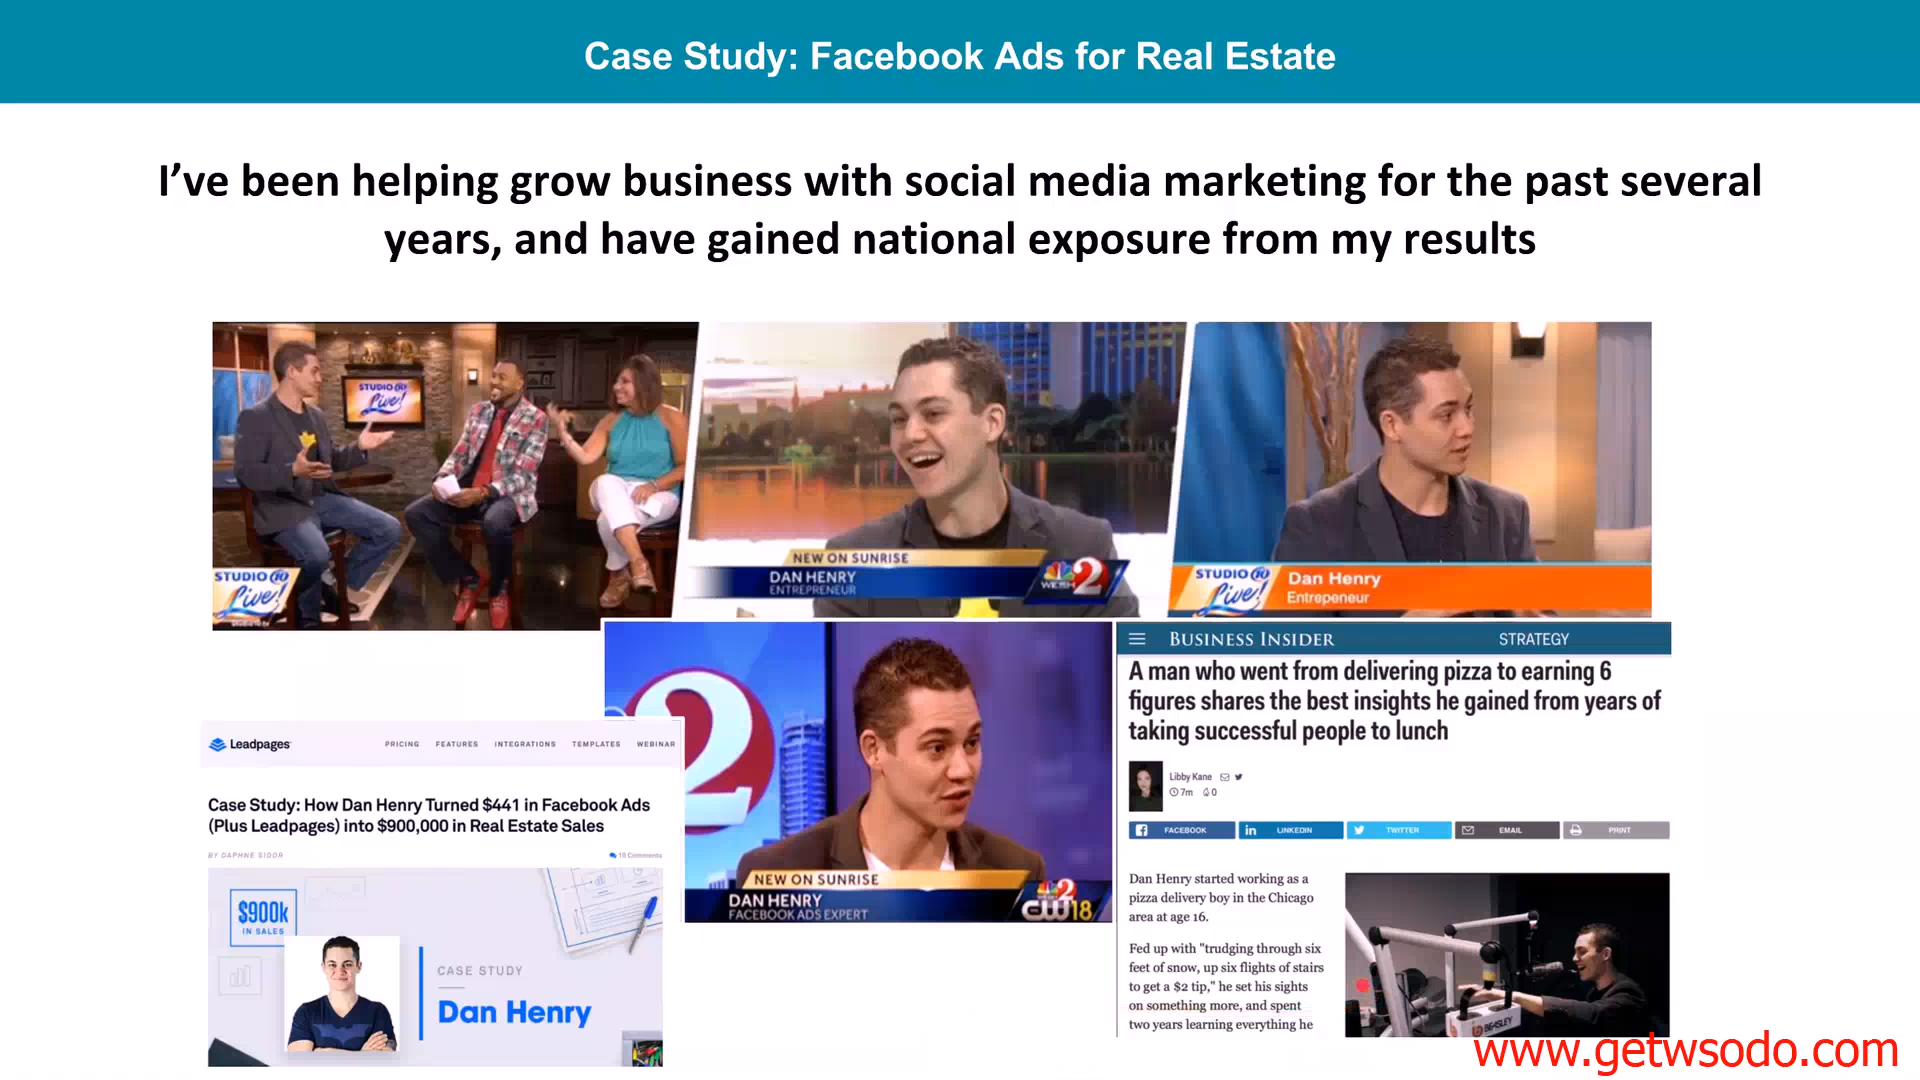 Case Study: Facebook Ads for Real Estate
I’ve been helping grow business with social media marketing for the past several
years, and have gained national exposure from my results
STUDIO 10
Live!
STUDIO 10
Live!
NEW ON SUNRISE
DAN HENRY
ENTREPRENEUR
WESH 2
STUDIO 10
Live!
Dan Henry
Entrepeneur
2
NEW ON SUNRISE
DAN HENRY
FACEBOOK ADS EXPERT
2
CW18
BUSINESS INSIDER
STRATEGY
A man who went from delivering pizza to earning 6
figures shares the best insights he gained from years of
taking successful people to lunch
Libby Kane
7m 0
FACEBOOK
LINKEDIN
TWITTER
EMAIL
PRINT
Dan Henry started working as a
pizza delivery boy in the Chicago
area at age 16.
Fed up with "trudging through six
feet of snow, up six flights of stairs
to get a $2 tip," he set his sights
on something more, and spent
two years learning everything he
BEASLEY
Leadpages
PRICING FEATURES INTEGRATIONS TEMPLATES WEBINAR
Case Study: How Dan Henry Turned $441 in Facebook Ads
(Plus Leadpages) into $900,000 in Real Estate Sales
BY DAPHNE SIDOR
Comments
$900k
IN SALES
CASE STUDY
Dan Henry
www.getwsodo.com